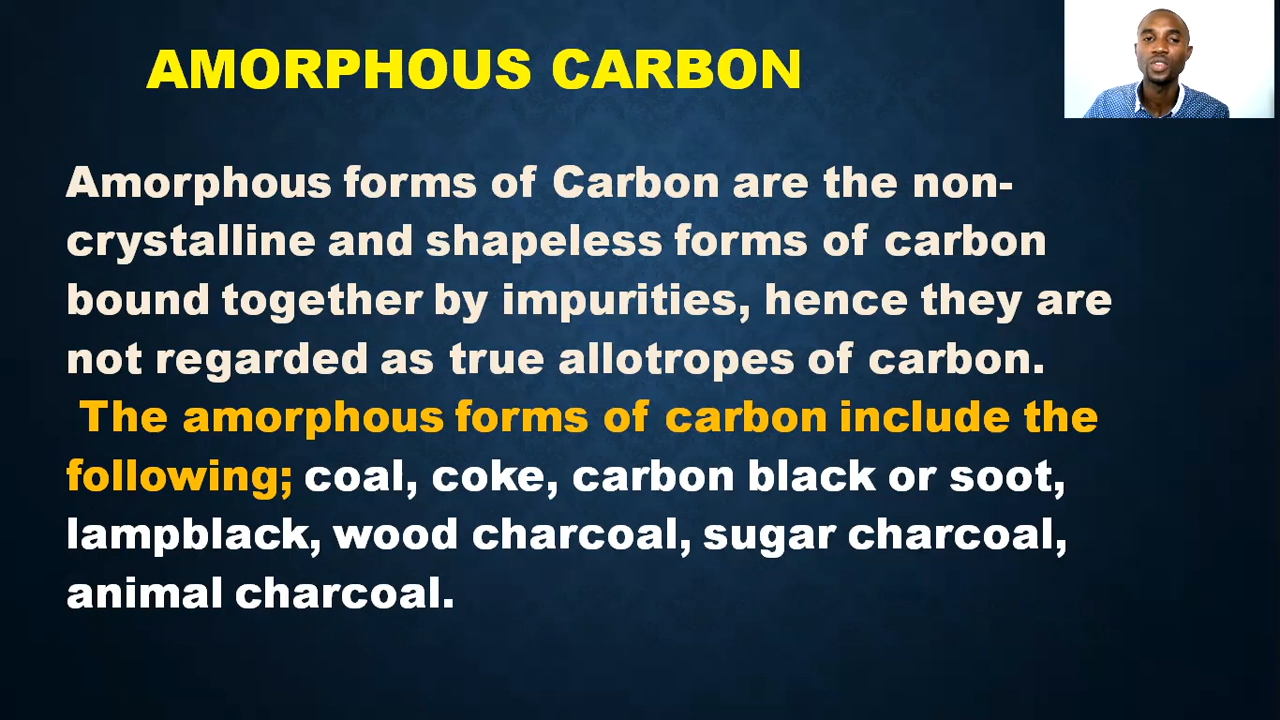 AMORPHOUS CARBON
Amorphous forms of Carbon are the non-
crystalline and shapeless forms of carbon
bound together by impurities, hence they are
not regarded as true allotropes of carbon.
The amorphous forms of carbon include the
following; coal, coke, carbon black or soot,
lampblack, wood charcoal, sugar charcoal,
animal charcoal.